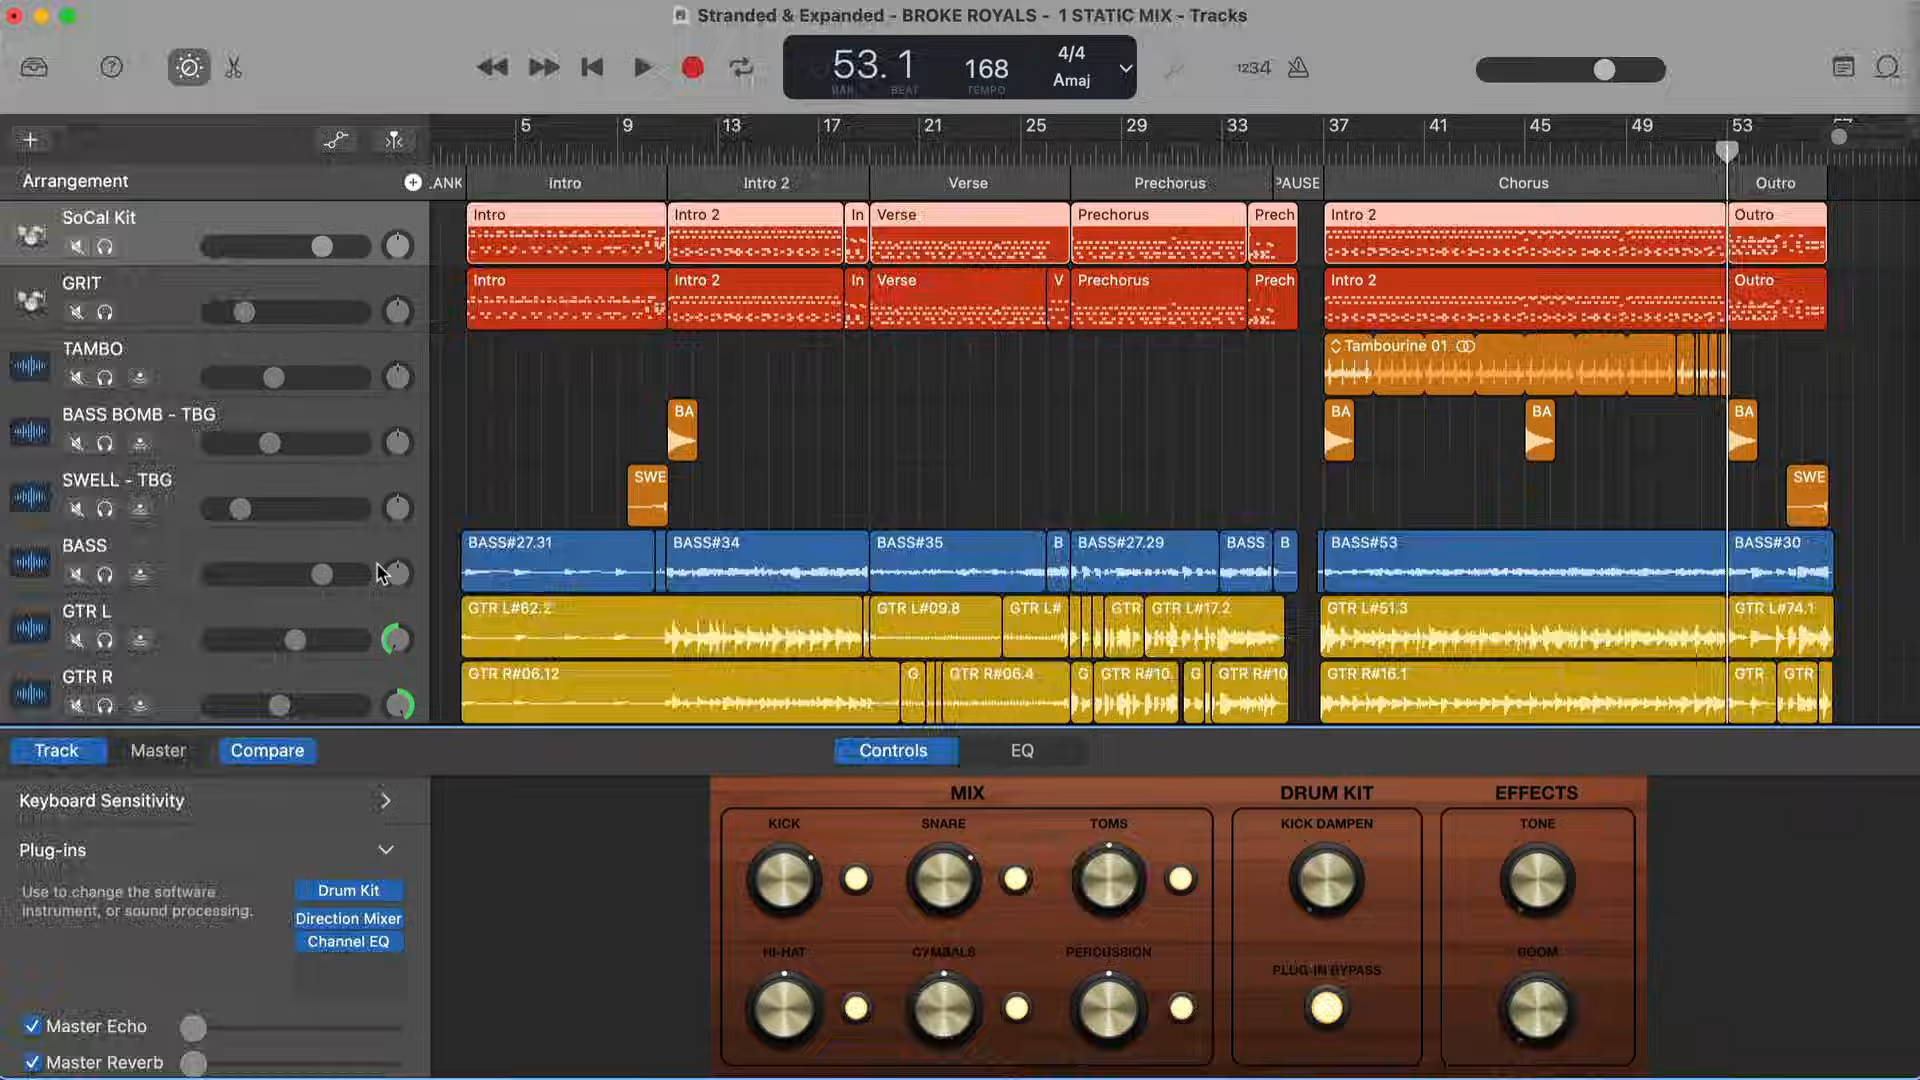 Stranded & Expanded - BROKE ROYALS - 1 STATIC MIX - Tracks
53. 1
BAR
BEAT
168
TEMPO
4/4
Amaj
1234
5 9 13 17 21 25 29 33 37 41 45 49 53
Arrangement
.ANK Intro Intro 2 Verse Prechorus PAUSE Chorus Outro
SoCal Kit
Intro Intro 2 In Verse Prechorus Prech Intro 2 Outro
GRIT
Intro Intro 2 In Verse V Prechorus Prech Intro 2 Outro
TAMBO
Tambourine 01
BASS BOMB - TBG
BA BA BA BA
SWELL - TBG
SWE SWE
BASS
BASS#27.31 BASS#34 BASS#35 B BASS#27.29 BASS B BASS#53 BASS#30
GTR L
GTR L#62.2 GTR L#09.8 GTR L# GTR GTR L#17.2 GTR L#51.3 GTR L#74.1
GTR R
GTR R#06.12 G GTR R#06.4 G GTR R#10. G GTR R#10 GTR R#16.1 GTR GTR
Track Master Compare Controls EQ
Keyboard Sensitivity
Plug-ins
Use to change the software
instrument, or sound processing.
Drum Kit
Direction Mixer
Channel EQ
Master Echo
Master Reverb
MIX DRUM KIT EFFECTS
KICK SNARE TOMS KICK DAMPEN TONE
HI-HAT CYMBALS PERCUSSION PLUG-IN BYPASS